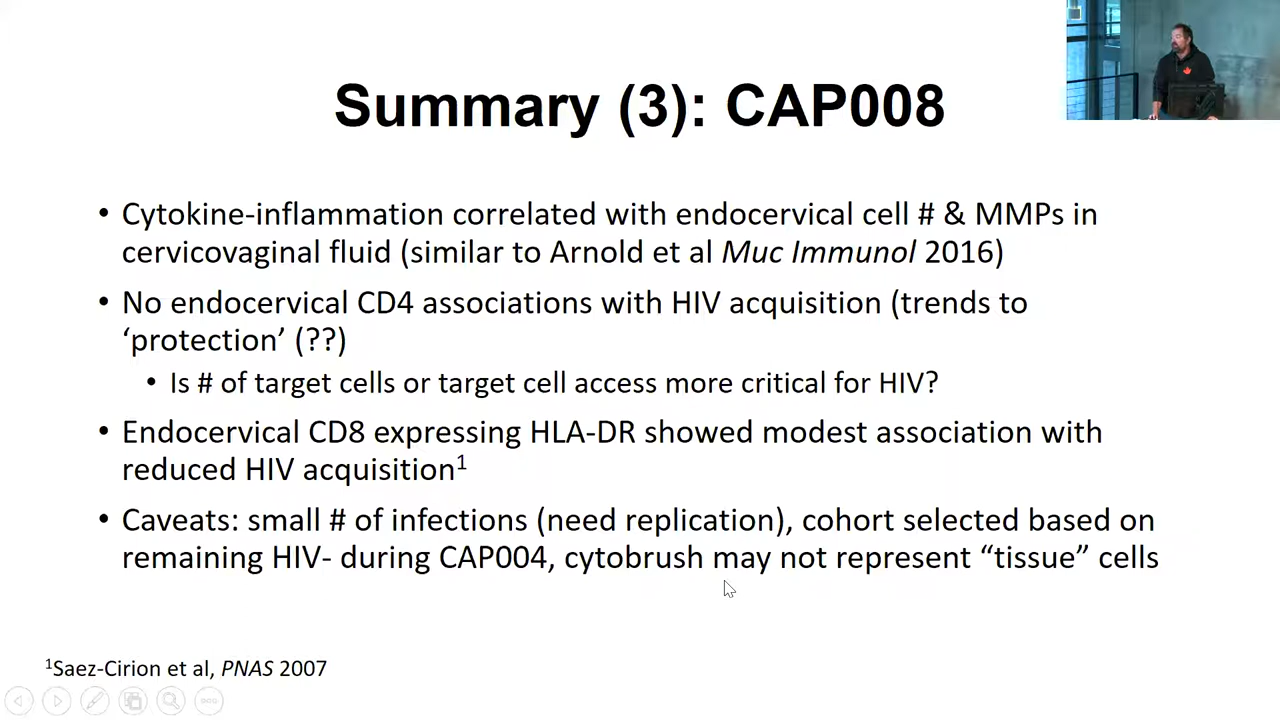 Summary (3): CAP008
• Cytokine-inflammation correlated with endocervical cell # & MMPs in
cervicovaginal fluid (similar to Arnold et al Muc Immunol 2016)
• No endocervical CD4 associations with HIV acquisition (trends to
‘protection’ (??)
• Is # of target cells or target cell access more critical for HIV?
• Endocervical CD8 expressing HLA-DR showed modest association with
reduced HIV acquisition¹
• Caveats: small # of infections (need replication), cohort selected based on
remaining HIV- during CAP004, cytobrush may not represent “tissue” cells
¹Saez-Cirion et al, PNAS 2007